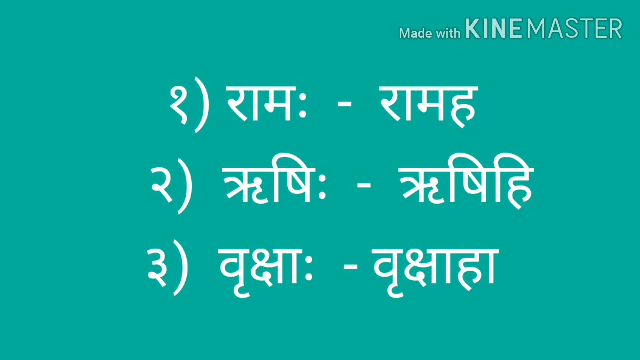 Made with KINEMASTER
१) रामः - रामह
२) ऋषिः - ऋषिहि
३) वृक्षाः - वृक्षाहा